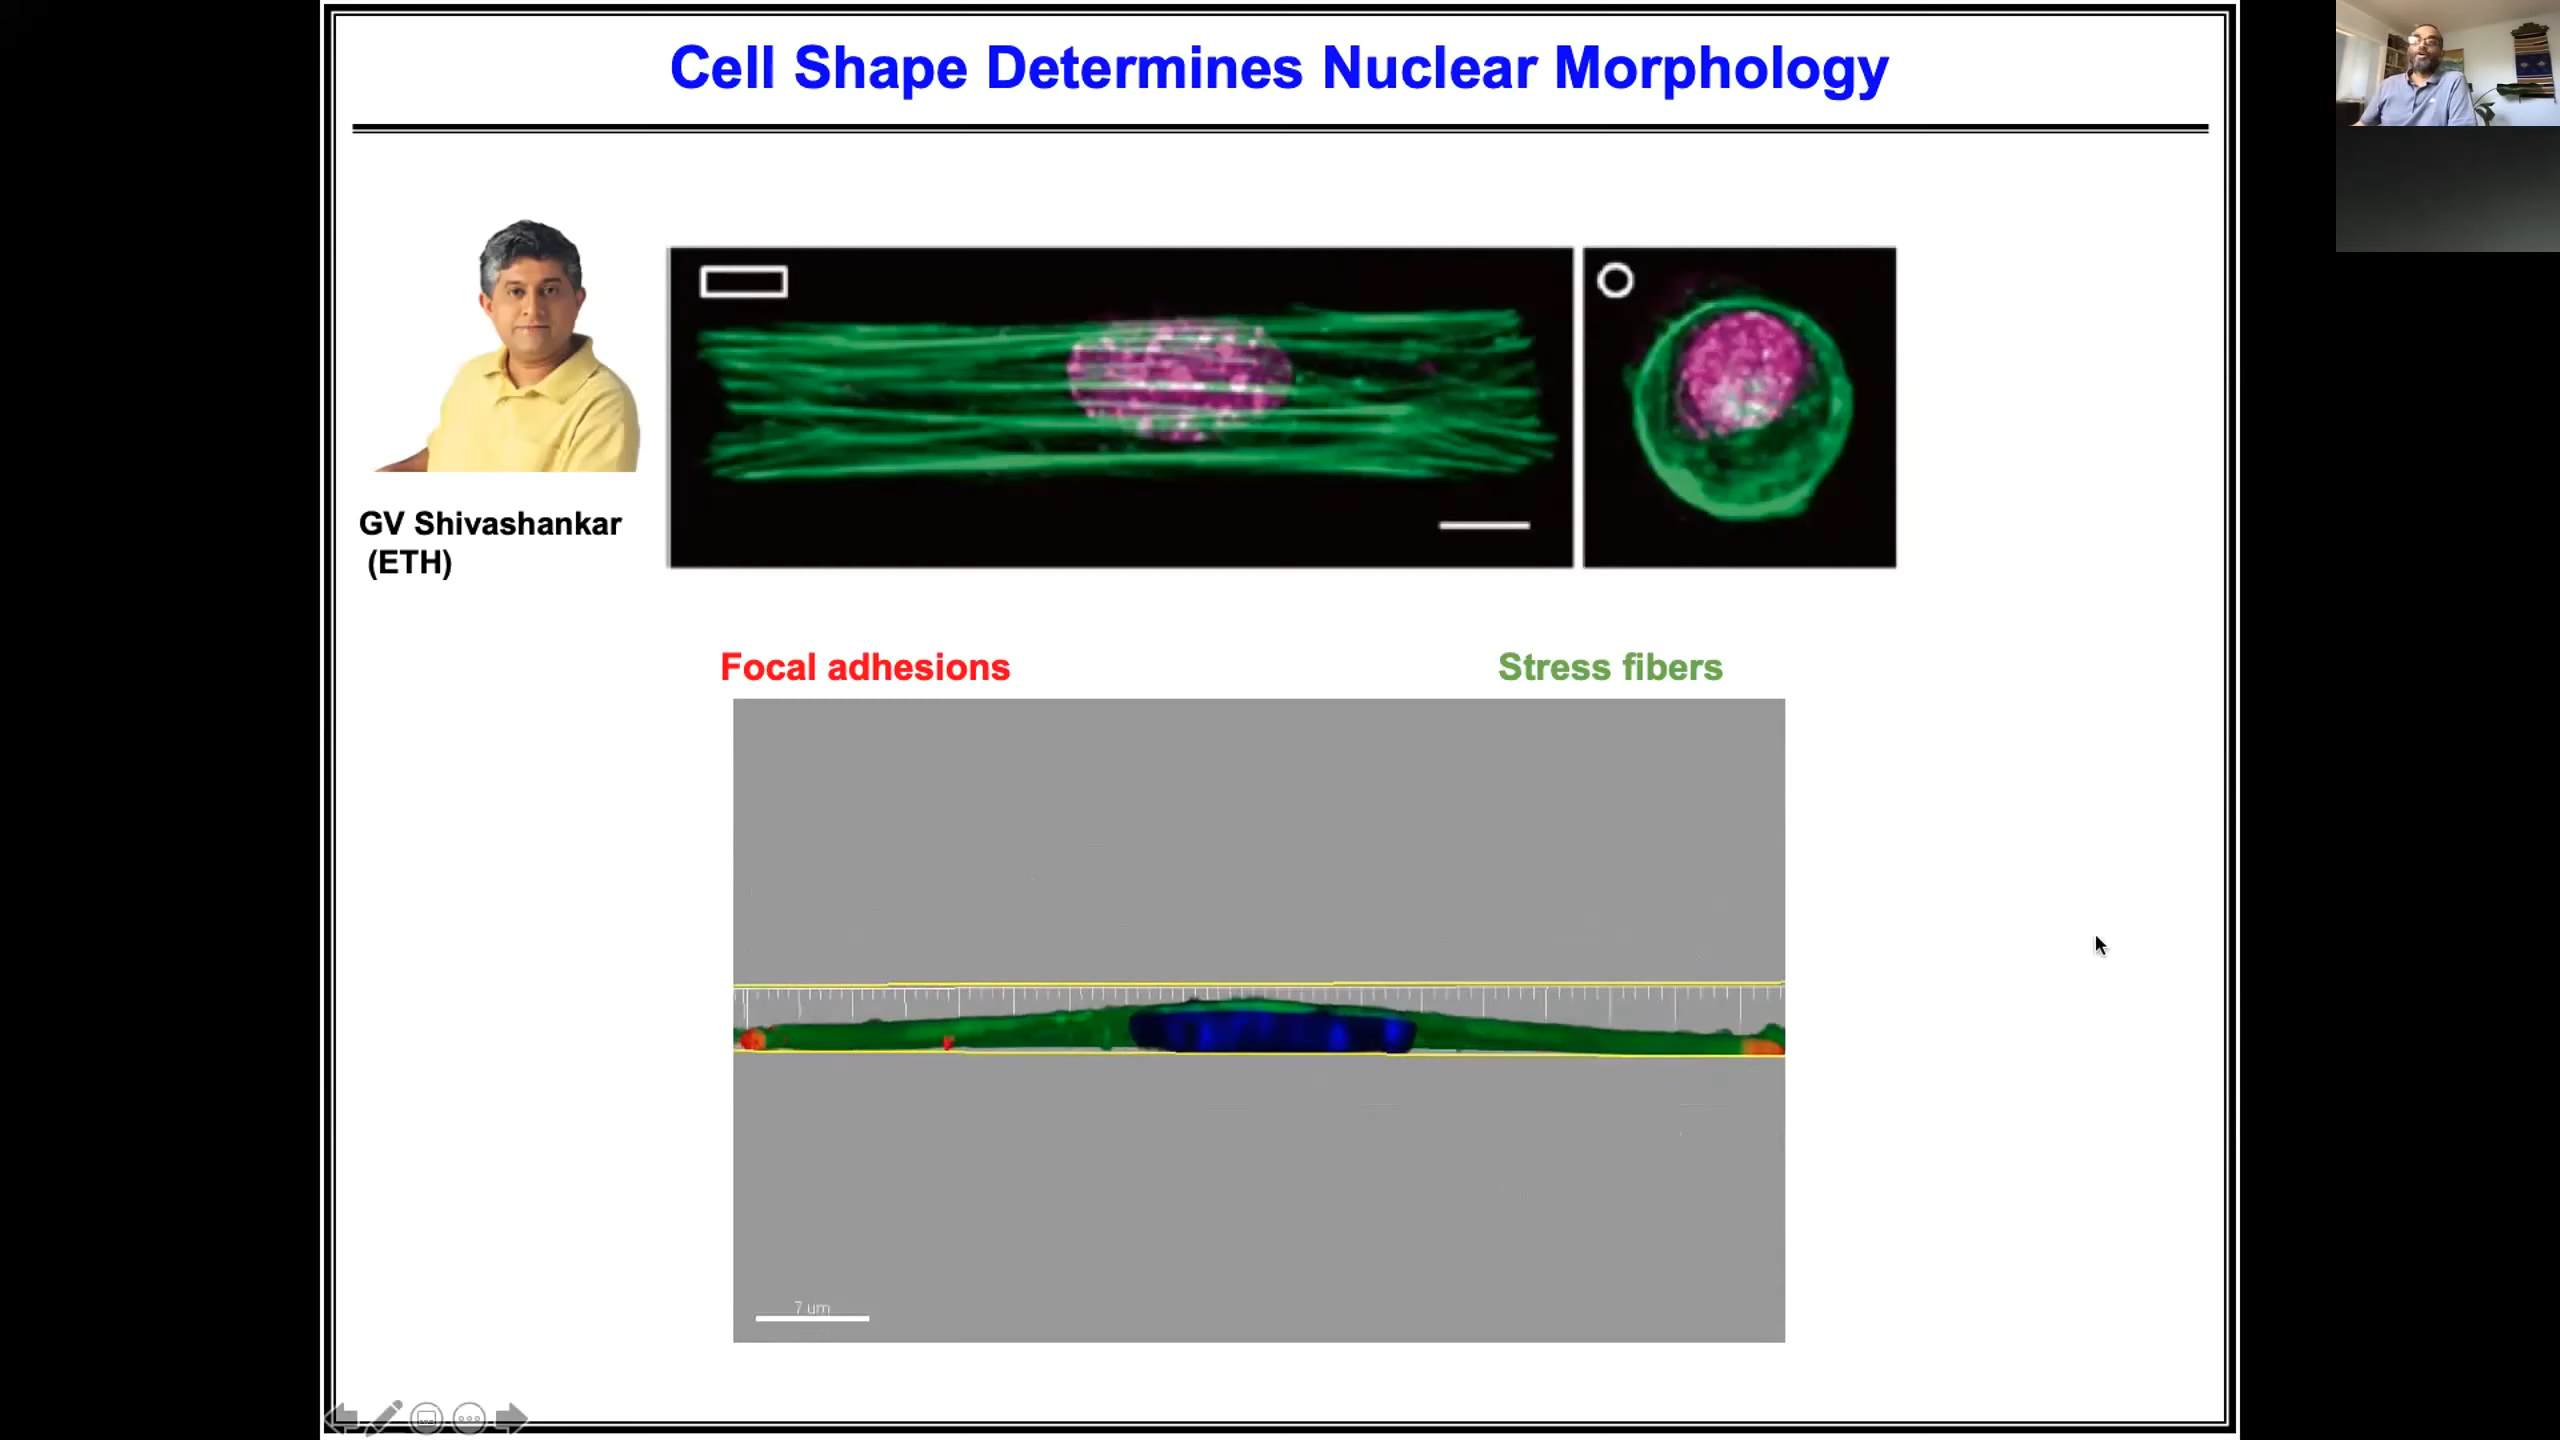 Cell Shape Determines Nuclear Morphology
GV Shivashankar
(ETH)
Focal adhesions
Stress fibers
7 um